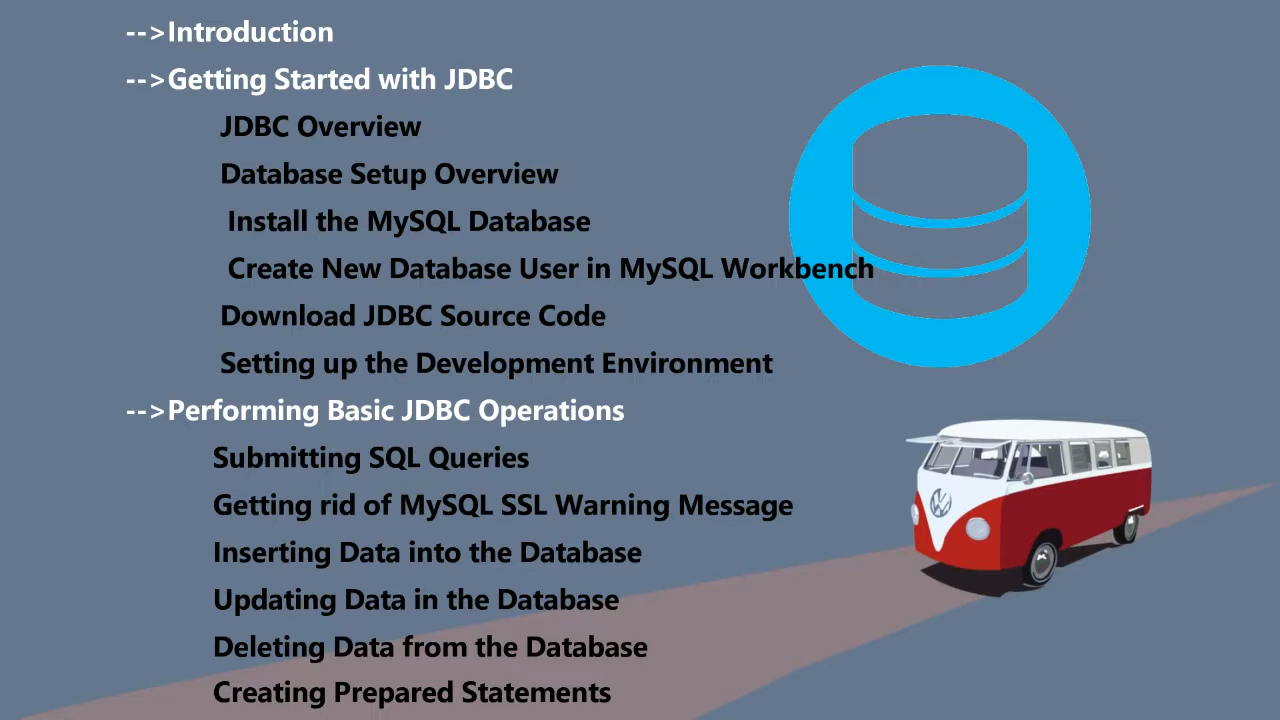 -->Introduction
-->Getting Started with JDBC
JDBC Overview
Database Setup Overview
Install the MySQL Database
Create New Database User in MySQL Workbench
Download JDBC Source Code
Setting up the Development Environment
-->Performing Basic JDBC Operations
Submitting SQL Queries
Getting rid of MySQL SSL Warning Message
Inserting Data into the Database
Updating Data in the Database
Deleting Data from the Database
Creating Prepared Statements